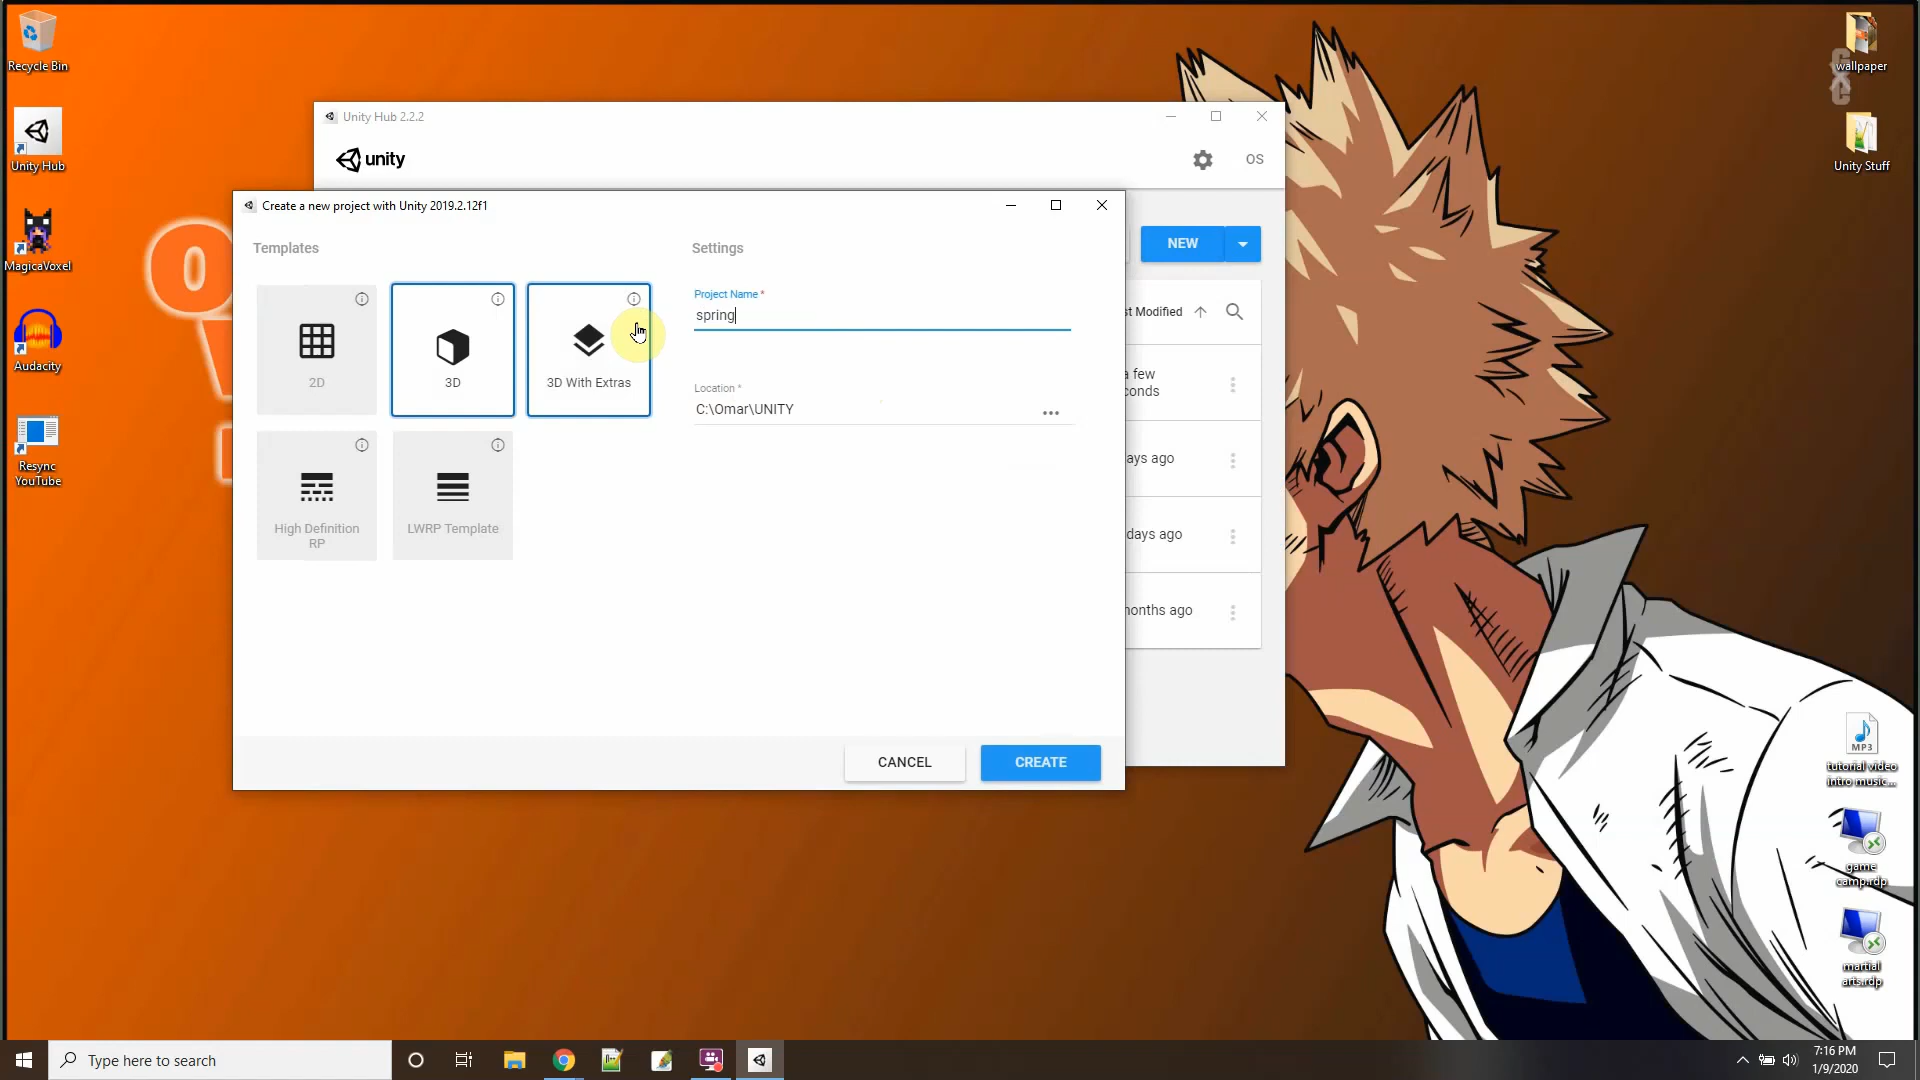 Recycle Bin
Unity Hub
MagicaVoxel
Audacity
Resync
YouTube
Unity Hub 2.2.2
unity
OS
Create a new project with Unity 2019.2.12f1
Templates
Settings
2D
3D
3D With Extras
High Definition
RP
LWRP Template
Project Name *
spring
Location *
C:\Omar\UNITY
•••
CANCEL
CREATE
NEW
st Modified
a few
conds
ays ago
days ago
months ago
wallpaper
Unity Stuff
MP3
tutorial video
intro music...
game
camp.rdp
martial
arts.rdp
Type here to search
7:16 PM
1/9/2020